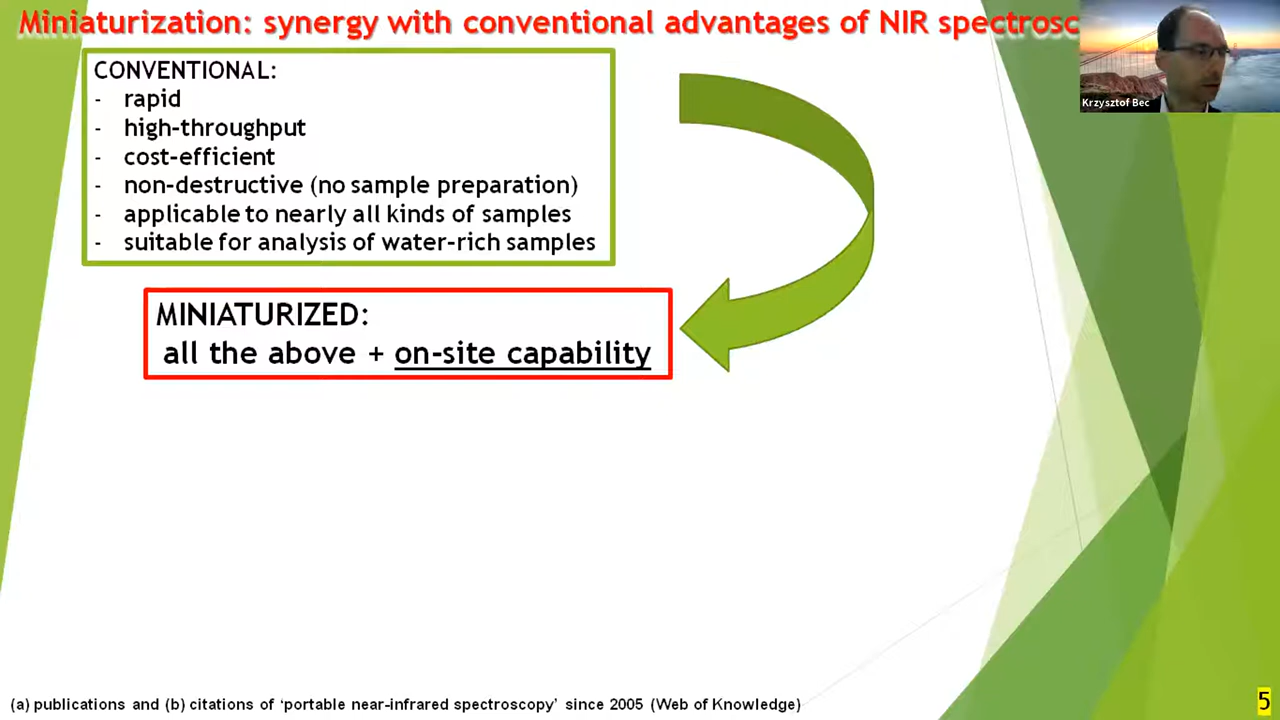 Miniaturization: synergy with conventional advantages of NIR spectrosc
Krzysztof Bec
CONVENTIONAL:
- rapid
- high-throughput
- cost-efficient
- non-destructive (no sample preparation)
- applicable to nearly all kinds of samples
- suitable for analysis of water-rich samples
MINIATURIZED:
all the above + on-site capability
(a) publications and (b) citations of ‘portable near-infrared spectroscopy’ since 2005 (Web of Knowledge)
5